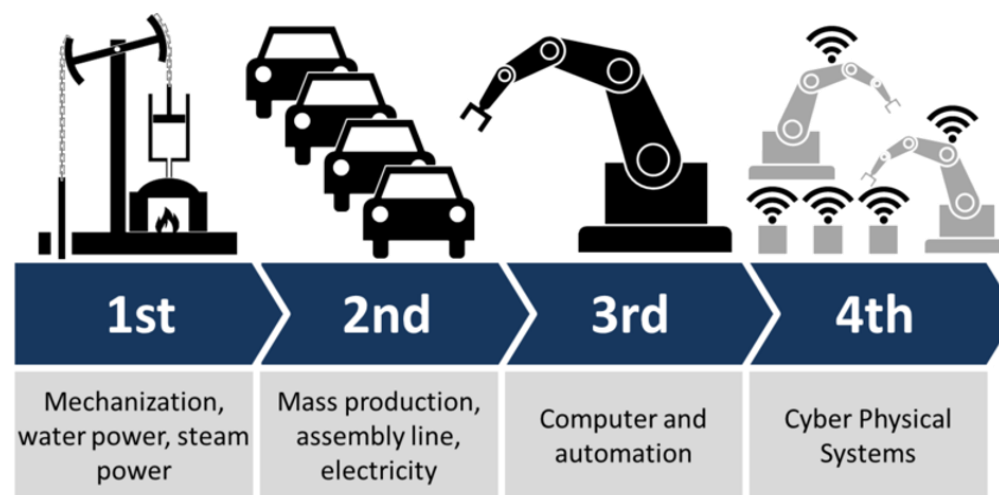 1st
2nd
3rd
4th
Mechanization,
water power, steam
power
Mass production,
assembly line,
electricity
Computer and
automation
Cyber Physical
Systems